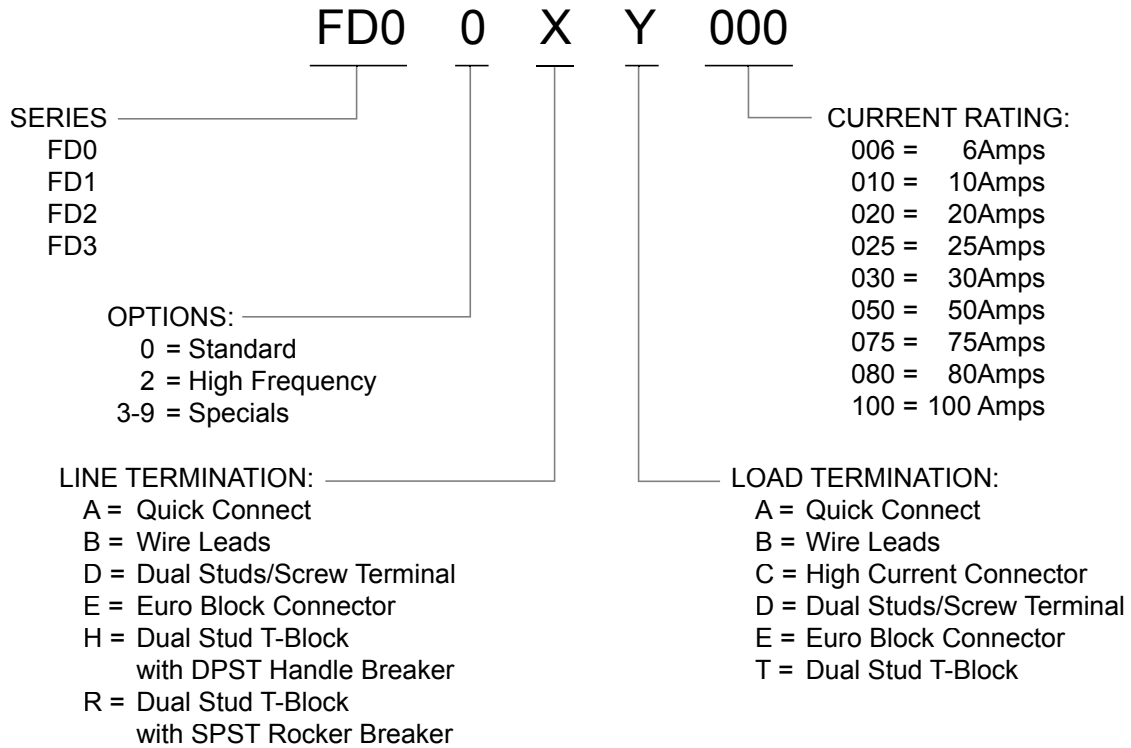 FD0 0 X Y 000
SERIES
FD0
FD1
FD2
FD3
CURRENT RATING:
006 = 6Amps
010 = 10Amps
020 = 20Amps
025 = 25Amps
030 = 30Amps
050 = 50Amps
075 = 75Amps
080 = 80Amps
100 = 100 Amps
OPTIONS:
0 = Standard
2 = High Frequency
3-9 = Specials
LINE TERMINATION:
A = Quick Connect
B = Wire Leads
D = Dual Studs/Screw Terminal
E = Euro Block Connector
H = Dual Stud T-Block
with DPST Handle Breaker
R = Dual Stud T-Block
with SPST Rocker Breaker
LOAD TERMINATION:
A = Quick Connect
B = Wire Leads
C = High Current Connector
D = Dual Studs/Screw Terminal
E = Euro Block Connector
T = Dual Stud T-Block